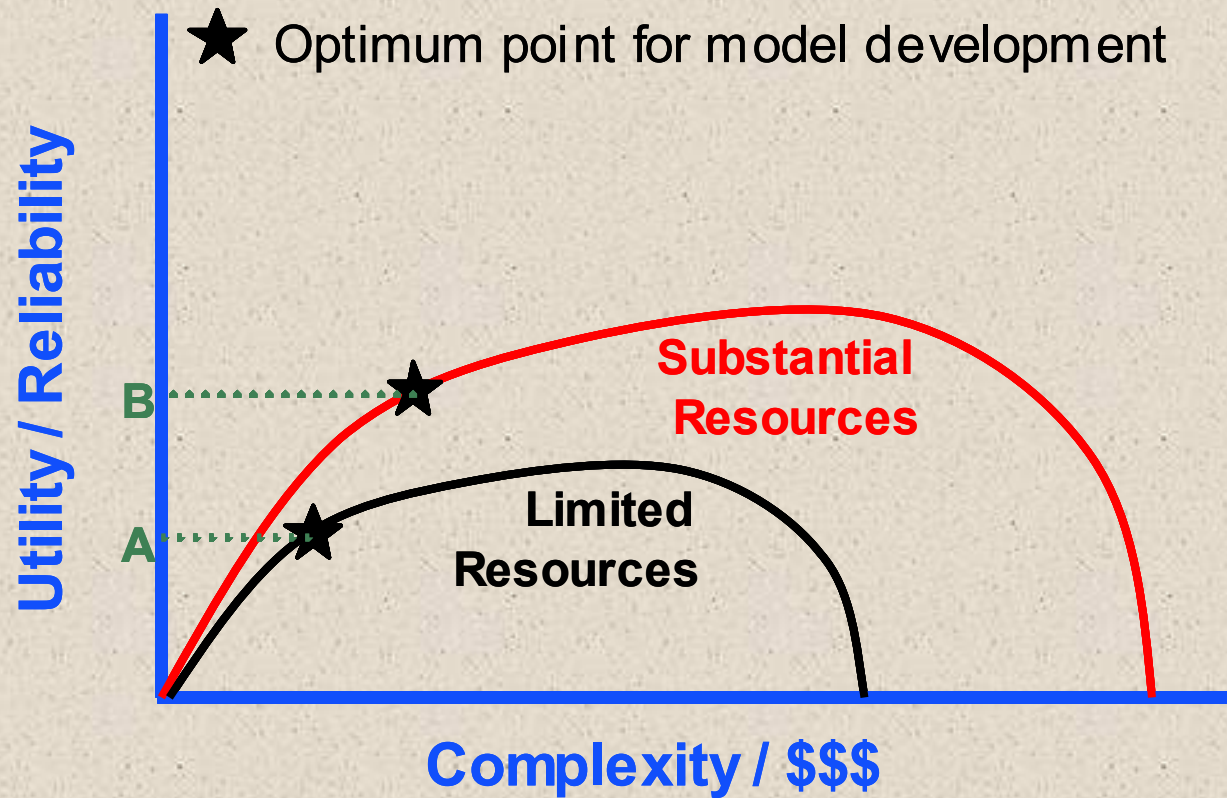 Optimum point for model development
Utility / Reliability
Substantial
Resources
B
Limited
Resources
A
Complexity / $$$